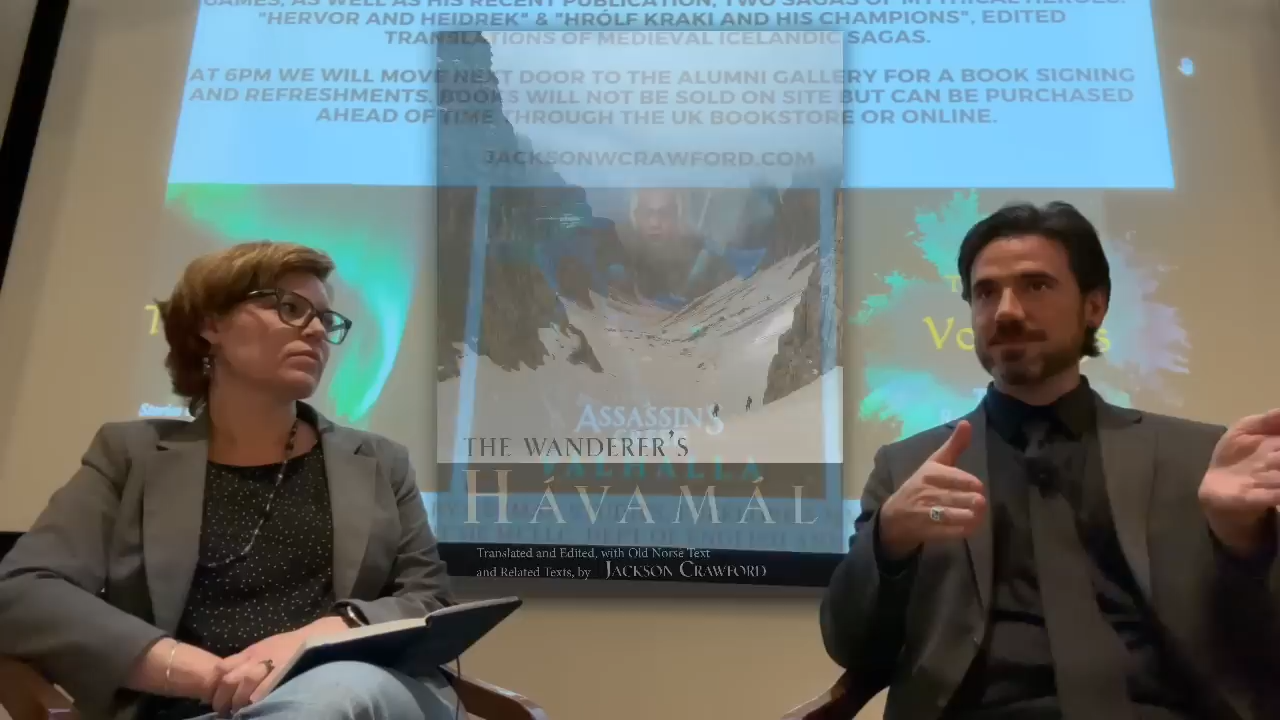 GAMES, AS WELL AS HIS RECENT PUBLICATION, TWO SAGAS OF MYTHICAL HEROES:
"HERVOR AND HEIDREK" & "HRÓLF KRAKI AND HIS CHAMPIONS", EDITED
TRANSLATIONS OF MEDIEVAL ICELANDIC SAGAS.
AT 6PM WE WILL MOVE NEXT DOOR TO THE ALUMNI GALLERY FOR A BOOK SIGNING
AND REFRESHMENTS. BOOKS WILL NOT BE SOLD ON SITE BUT CAN BE PURCHASED
AHEAD OF TIME THROUGH THE UK BOOKSTORE OR ONLINE.
JACKSONWCRAWFORD.COM
ASSASSIN'S
VALHALLA
THE WANDERER'S
HÁVAMÁL
Translated and Edited, with Old Norse Text
and Related Texts, by JACKSON CRAWFORD